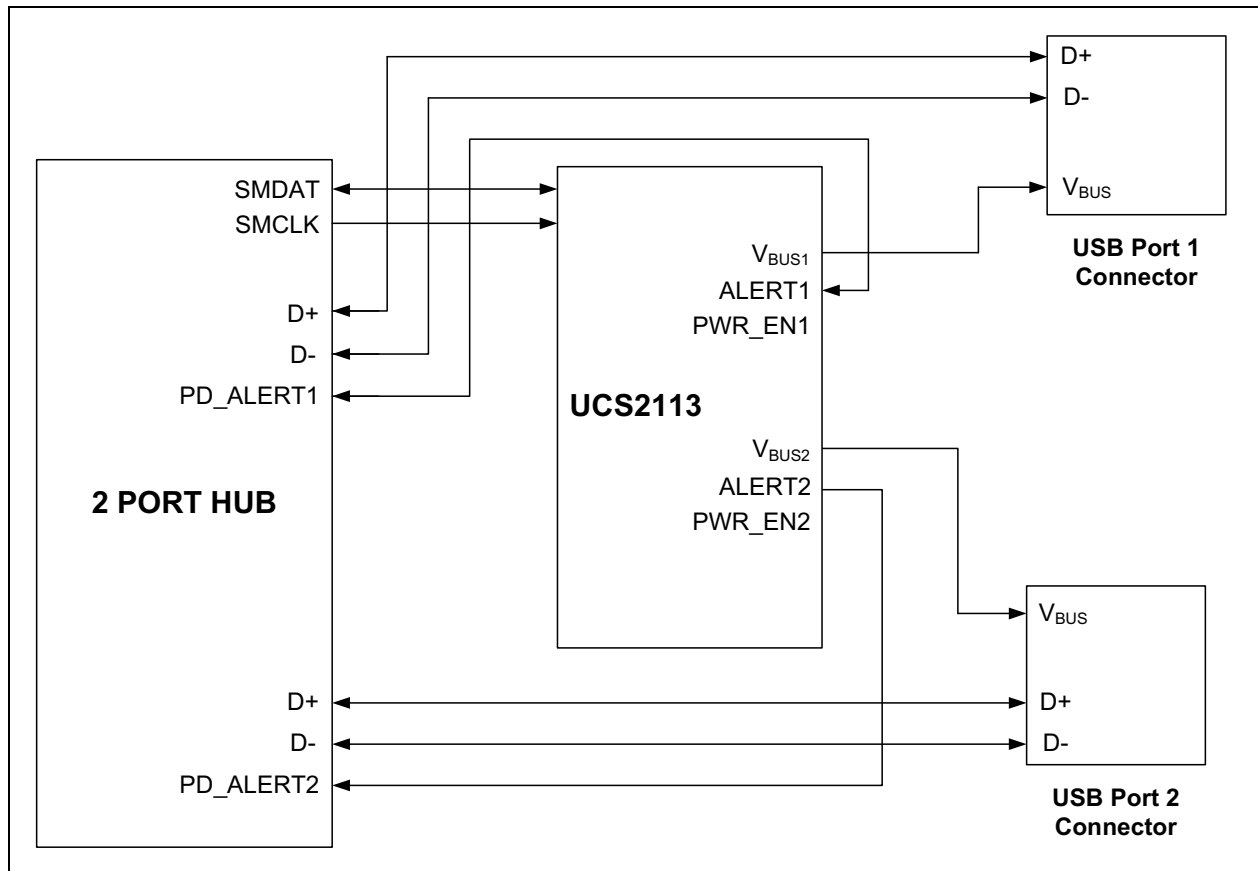 2 PORT HUB
SMDAT
SMCLK
D+
D-
PD_ALERT1
D+
D-
PD_ALERT2
UCS2113
VBUS1
ALERT1
PWR_EN1
VBUS2
ALERT2
PWR_EN2
D+
D-
VBUS
USB Port 1
Connector
VBUS
D+
D-
USB Port 2
Connector